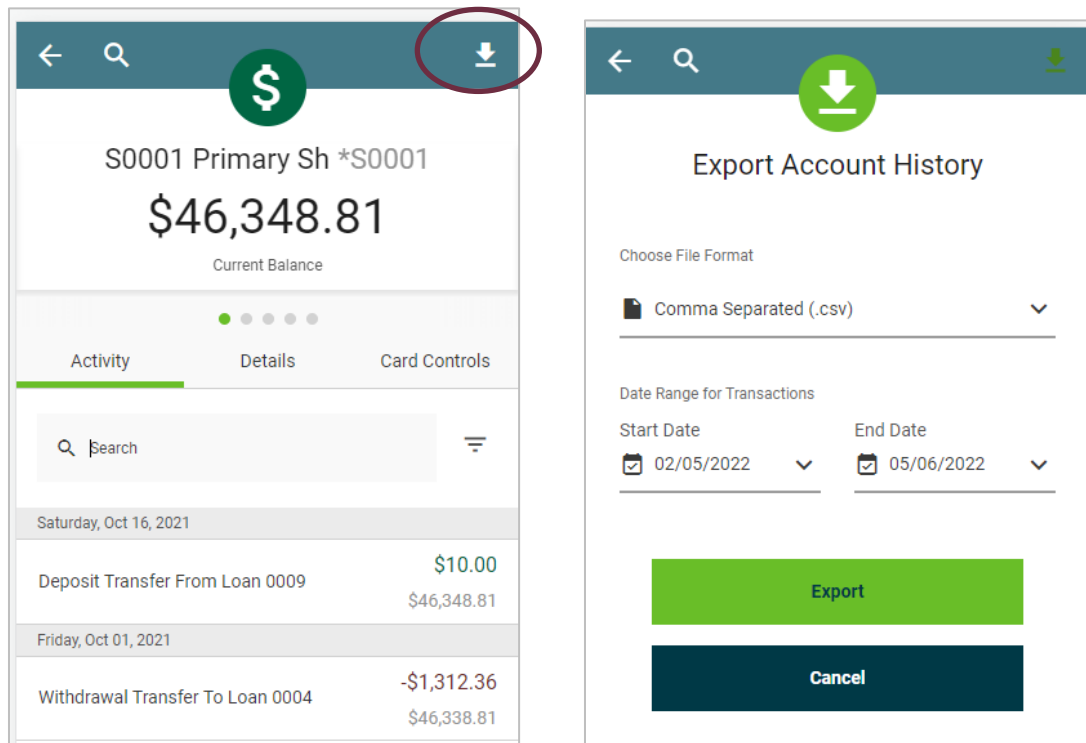 $
S0001 Primary Sh *S0001
$46,348.81
Current Balance
Activity Details Card Controls
Search
Saturday, Oct 16, 2021
Deposit Transfer From Loan 0009 $10.00
$46,348.81
Friday, Oct 01, 2021
Withdrawal Transfer To Loan 0004 -$1,312.36
$46,338.81
Export Account History
Choose File Format
Comma Separated (.csv)
Date Range for Transactions
Start Date End Date
02/05/2022 05/06/2022
Export
Cancel